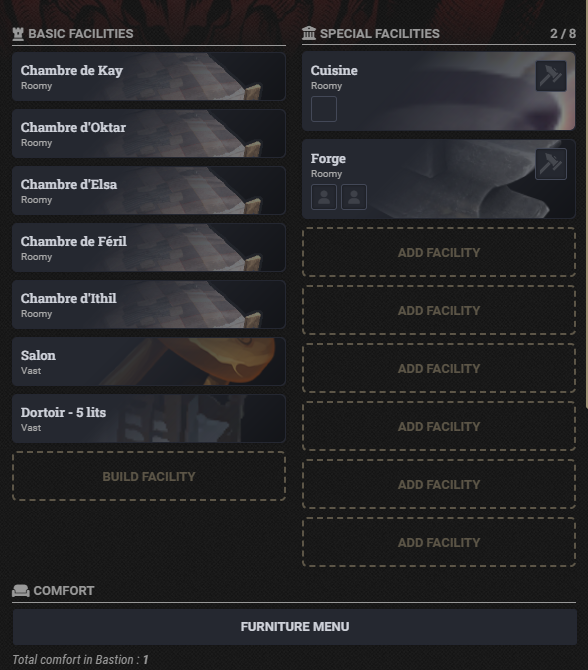 BASIC FACILITIES
Chambre de Kay
Roomy
Chambre d'Oktar
Roomy
Chambre d'Elsa
Roomy
Chambre de Féril
Roomy
Chambre d'Ithil
Roomy
Salon
Vast
Dortoir - 5 lits
Vast
BUILD FACILITY
SPECIAL FACILITIES 2 / 8
Cuisine
Roomy
Forge
Roomy
ADD FACILITY
ADD FACILITY
ADD FACILITY
ADD FACILITY
ADD FACILITY
ADD FACILITY
COMFORT
FURNITURE MENU
Total comfort in Bastion : 1